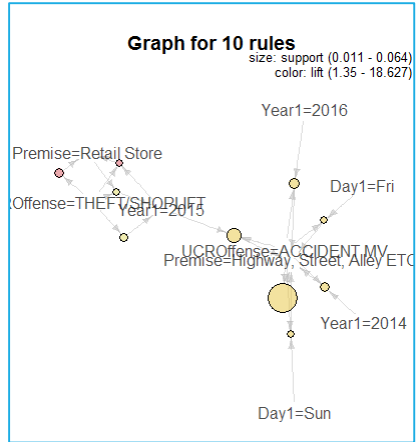 Graph for 10 rules
size: support (0.011 - 0.064)
color: lift (1.35 - 18.627)
Year1=2016
Premise=Retail Store
Day1=Fri
ROffense=THEFT/SHOPLIFT
Year1=2015
UCROffense=ACCIDENT MV
Premise=Highway, Street, Alley ETC
Year1=2014
Day1=Sun